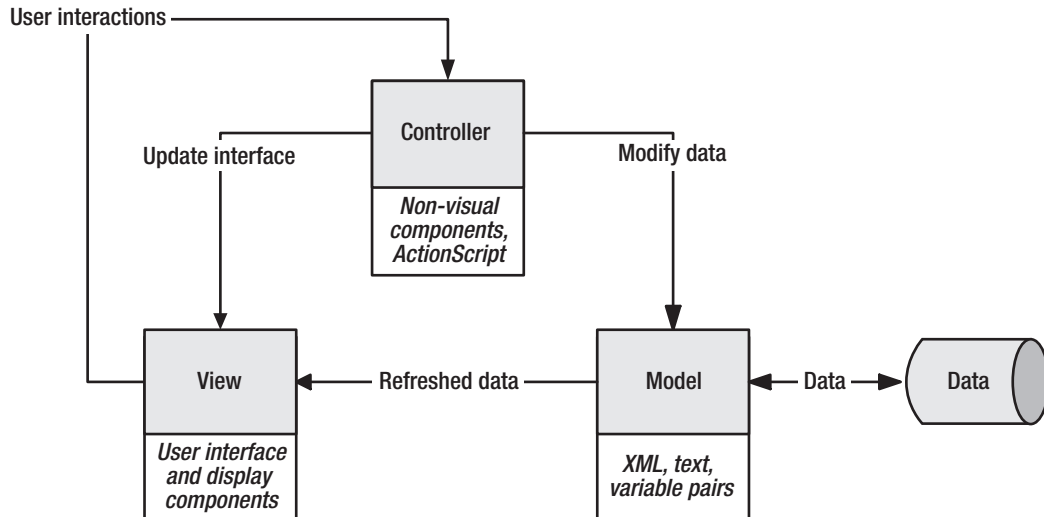 User interactions
Controller
Update interface
Modify data
Non-visual
components,
ActionScript
View
Refreshed data
Model
Data
Data
User interface
and display
components
XML, text,
variable pairs